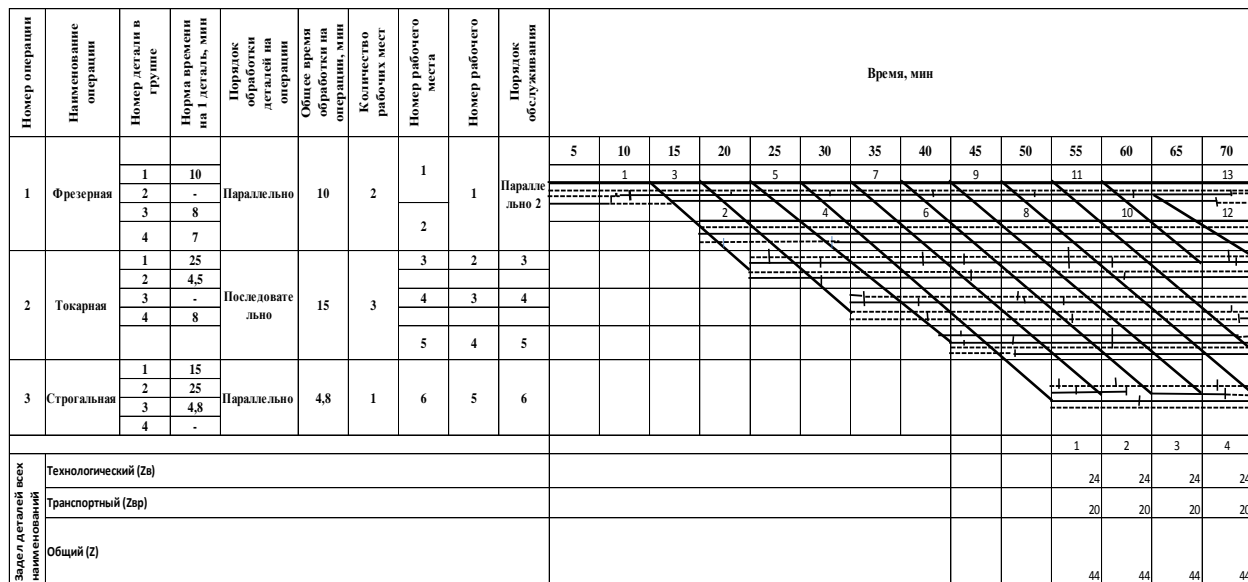 Номер операции
Наименование операции
Номер детали в группе
Норма времени на 1 деталь, мин
Порядок обработки деталей на операции
Общее время обработки на операции, мин
Количество рабочих мест
Номер рабочего места
Номер рабочего
Порядок обслуживания
Время, мин
5 10 15 20 25 30 35 40 45 50 55 60 65 70
1 Фрезерная Параллельно 10 2 1 Паралле
льно 2
1 10
2 -
3 8
4 7
1
2
1 3 5 7 9 11 13
2 4 6 8 10 12
2 Токарная Последовате
льно 15 3
1 25
2 4,5
3 -
4 8
3 2 3
4 3 4
5 4 5
3 Строгальная Параллельно 4,8 1 6 5 6
1 15
2 25
3 4,8
4 -
1 2 3 4
Задел деталей всех наименований
Технологический (Zв)
24 24 24 24
Транспортный (Zвр)
20 20 20 20
Общий (Z)
44 44 44 44